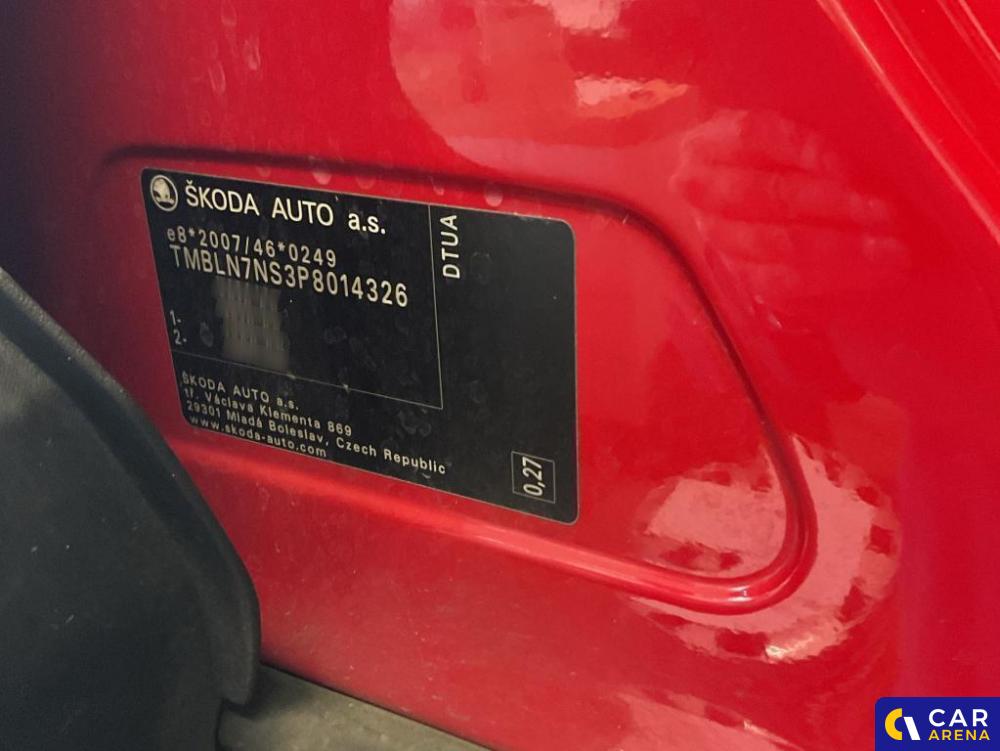 ŠKODA AUTO a.s.
e8*2007/46*0249
TMBLN7NS3P8014326
1-
2-
DTUA
ŠKODA AUTO a.s.
tř. Václava Klementa 869
29301 Mladá Boleslav, Czech Republic
www.skoda-auto.com
0,27
CAR
ARENA